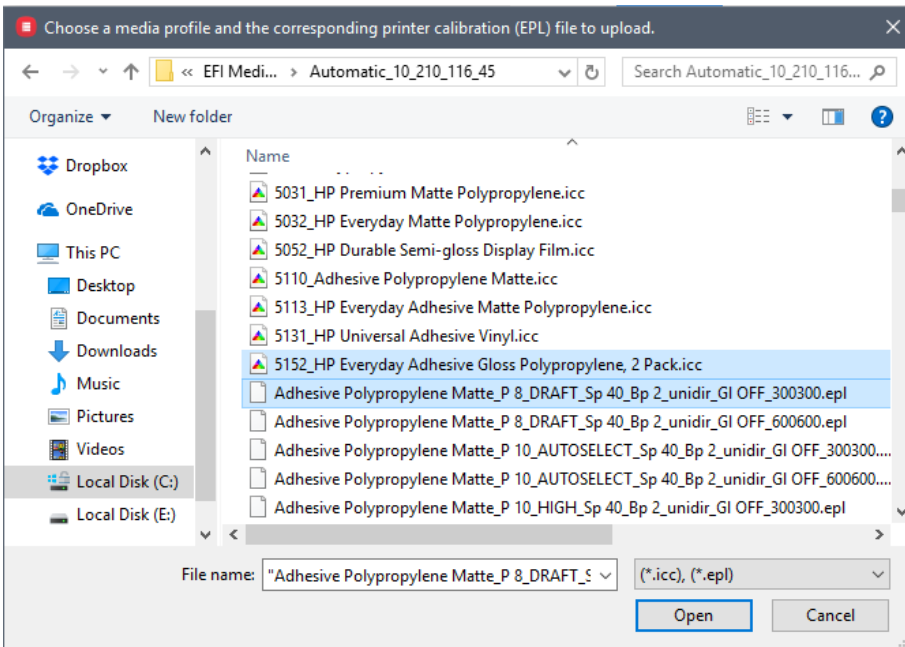 Choose a media profile and the corresponding printer calibration (EPL) file to upload.
« EFI Medi... > Automatic_10_210_116_45
Search Automatic_10_210_116...
Organize
New folder
Name
Dropbox
OneDrive
This PC
Desktop
Documents
Downloads
Music
Pictures
Videos
Local Disk (C:)
Local Disk (E:)
5031_HP Premium Matte Polypropylene.icc
5032_HP Everyday Matte Polypropylene.icc
5052_HP Durable Semi-gloss Display Film.icc
5110_Adhesive Polypropylene Matte.icc
5113_HP Everyday Adhesive Matte Polypropylene.icc
5131_HP Universal Adhesive Vinyl.icc
5152_HP Everyday Adhesive Gloss Polypropylene, 2 Pack.icc
Adhesive Polypropylene Matte_P 8_DRAFT_Sp 40_Bp 2_unidir_GI OFF_300300.epl
Adhesive Polypropylene Matte_P 8_DRAFT_Sp 40_Bp 2_unidir_GI OFF_600600.epl
Adhesive Polypropylene Matte_P 10_AUTOSELECT_Sp 40_Bp 2_unidir_GI OFF_300300....
Adhesive Polypropylene Matte_P 10_AUTOSELECT_Sp 40_Bp 2_unidir_GI OFF_600600....
Adhesive Polypropylene Matte_P 10_HIGH_Sp 40_Bp 2_unidir_GI OFF_300300.epl
File name:
"Adhesive Polypropylene Matte_P 8_DRAFT_S
(*.icc), (*.epl)
Open
Cancel